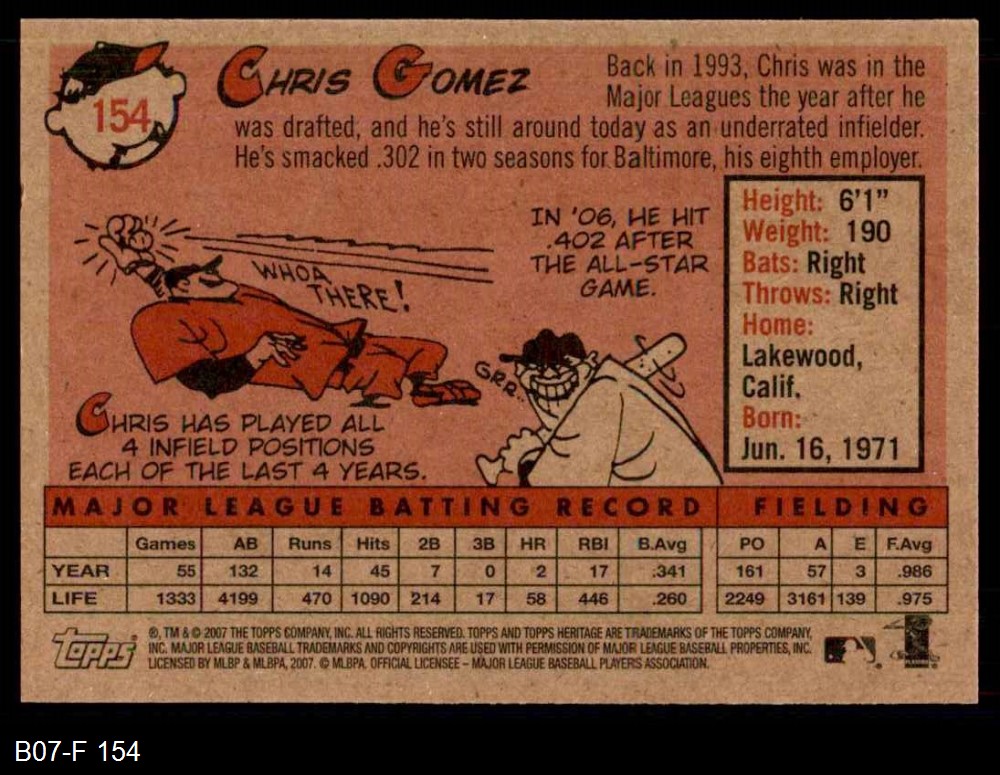 154
CHRIS GOMEZ
Back in 1993, Chris was in the
Major Leagues the year after he
was drafted, and he's still around today as an underrated infielder.
He's smacked .302 in two seasons for Baltimore, his eighth employer.
IN '06, HE HIT
.402 AFTER
THE ALL-STAR
GAME.
WHOA
THERE!
GRR..
CHRIS HAS PLAYED ALL
4 INFIELD POSITIONS
EACH OF THE LAST 4 YEARS.
Height: 6'1"
Weight: 190
Bats: Right
Throws: Right
Home:
Lakewood,
Calif.
Born:
Jun. 16, 1971
MAJOR LEAGUE BATTING RECORD FIELDING
Games AB Runs Hits 2B 3B HR RBI B.Avg PO A E F.Avg
YEAR 55 132 14 45 7 0 2 17 .341 161 57 3 .986
LIFE 1333 4199 470 1090 214 17 58 446 .260 2249 3161 139 .975
topps
®, TM & © 2007 THE TOPPS COMPANY, INC. ALL RIGHTS RESERVED. TOPPS AND TOPPS HERITAGE ARE TRADEMARKS OF THE TOPPS COMPANY,
INC. MAJOR LEAGUE BASEBALL TRADEMARKS AND COPYRIGHTS ARE USED WITH PERMISSION OF MAJOR LEAGUE BASEBALL PROPERTIES, INC.
LICENSED BY MLBP & MLBPA, 2007. © MLBPA. OFFICIAL LICENSEE – MAJOR LEAGUE BASEBALL PLAYERS ASSOCIATION.
B07-F 154